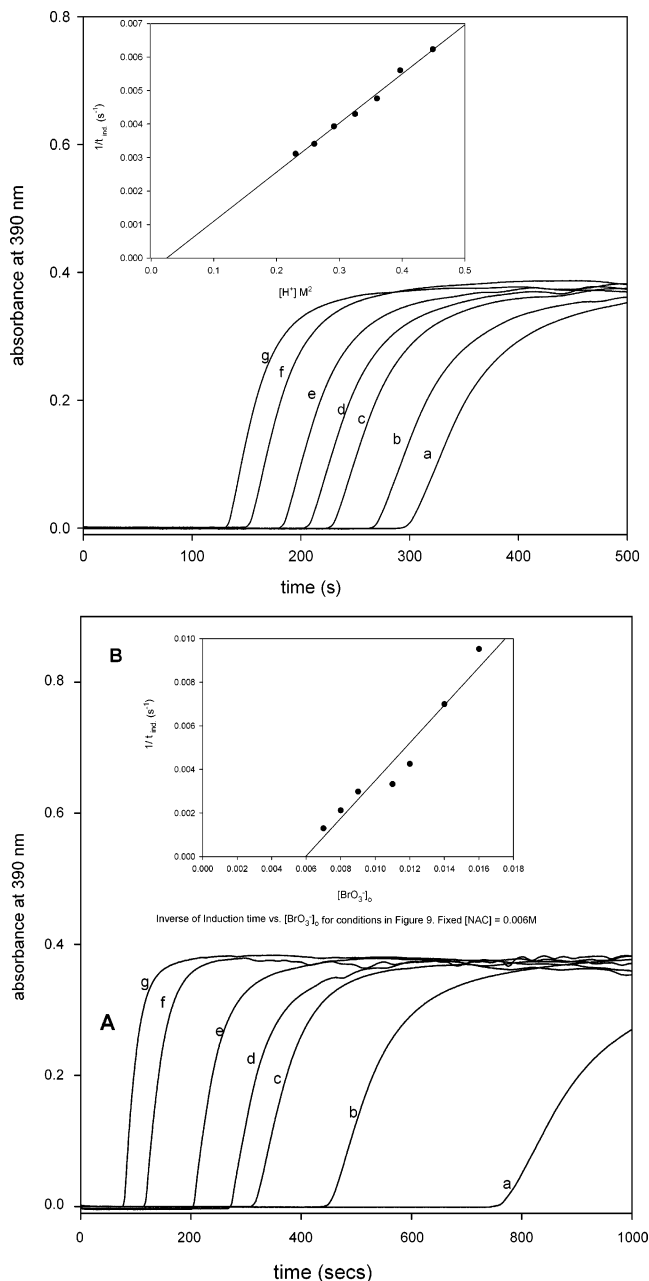 0.8
0.6
0.4
0.2
0.0
absorbance at 390 nm
0.007
0.006
0.005
0.004
0.003
0.002
0.001
0.000
1/t ind (s-1)
0.0 0.1 0.2 0.3 0.4 0.5
[H+] M2
g
f
e
d
c
b
a
0 100 200 300 400 500
time (s)
B
0.010
0.008
0.006
0.004
0.002
0.000
1/ t ind (s-1)
0.000 0.002 0.004 0.006 0.008 0.010 0.012 0.014 0.016 0.018
[BrO3-]o
Inverse of Induction time vs. [BrO3-]o for conditions in Figure 9. Fixed [NAC] = 0.006M
0.8
0.6
0.4
0.2
0.0
absorbance at 390 nm
A
g
f
e
d
c
b
a
0 200 400 600 800 1000
time (secs)